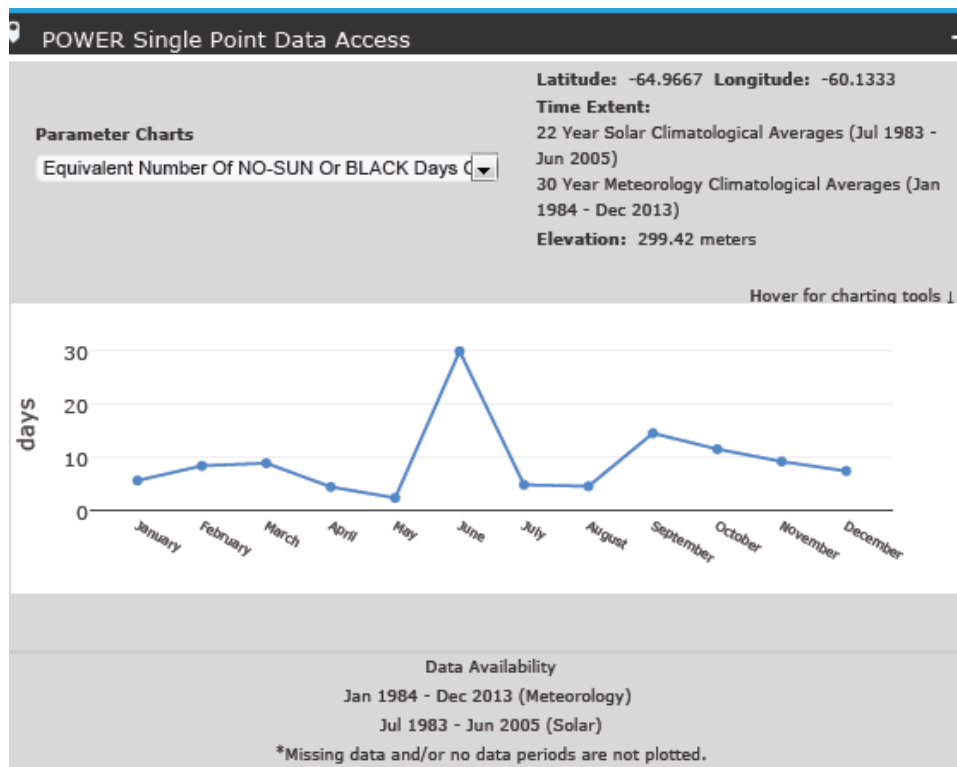 POWER Single Point Data Access
Latitude: -64.9667 Longitude: -60.1333
Time Extent:
22 Year Solar Climatological Averages (Jul 1983 -
Jun 2005)
30 Year Meteorology Climatological Averages (Jan
1984 - Dec 2013)
Elevation: 299.42 meters
Parameter Charts
Equivalent Number Of NO-SUN Or BLACK Days
Hover for charting tools ↓
days
30
20
10
0
January
February
March
April
May
June
July
August
September
October
November
December
Data Availability
Jan 1984 - Dec 2013 (Meteorology)
Jul 1983 - Jun 2005 (Solar)
*Missing data and/or no data periods are not plotted.